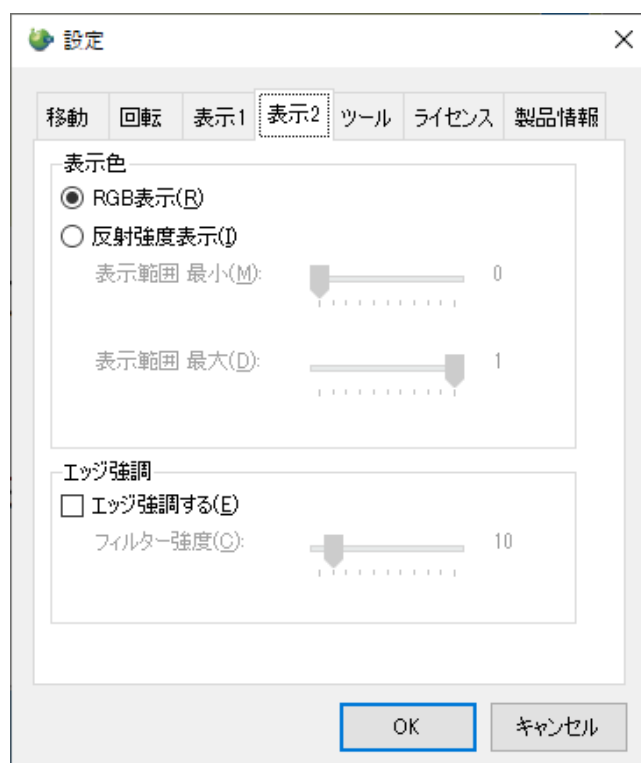 設定
移動 回転 表示1 表示2 ツール ライセンス 製品情報
表示色
RGB表示(R)
反射強度表示(I)
表示範囲 最小(M): 0
表示範囲 最大(D): 1
エッジ強調
エッジ強調する(E)
フィルター強度(C): 10
OK キャンセル